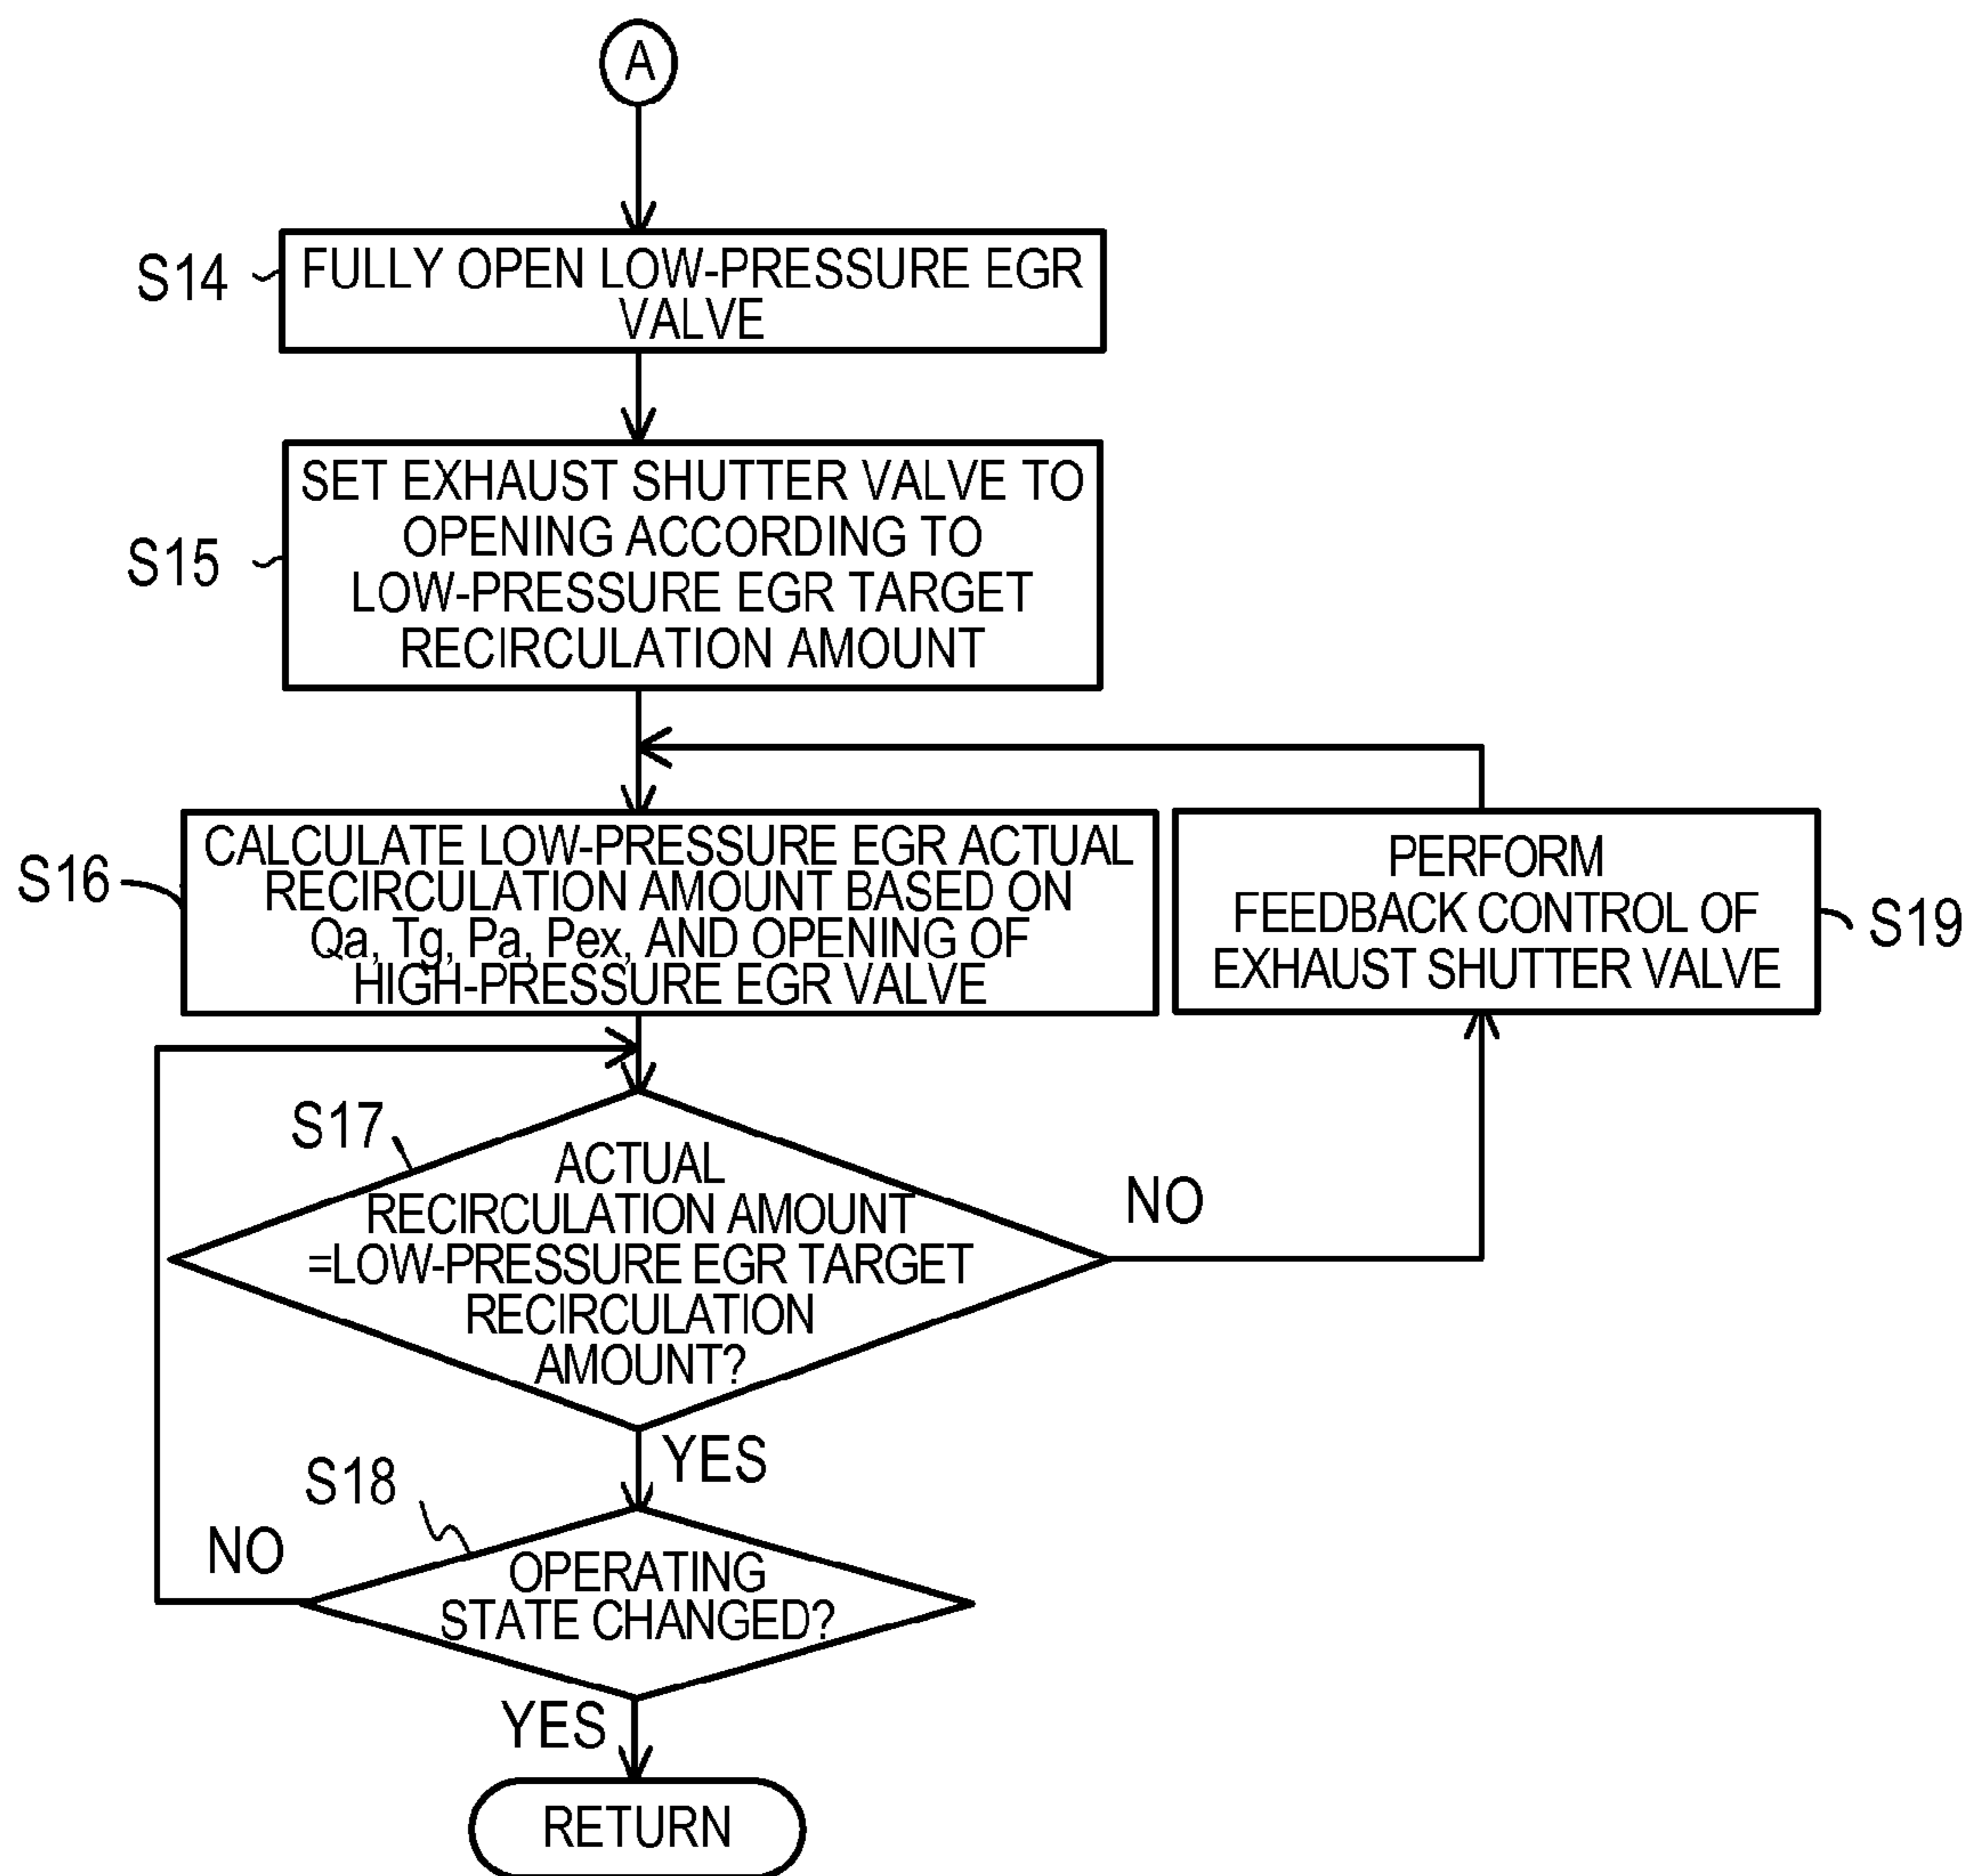 A
S14
FULLY OPEN LOW-PRESSURE EGR
VALVE
S15
SET EXHAUST SHUTTER VALVE TO
OPENING ACCORDING TO
LOW-PRESSURE EGR TARGET
RECIRCULATION AMOUNT
S16
CALCULATE LOW-PRESSURE EGR ACTUAL
RECIRCULATION AMOUNT BASED ON
Qa, Tg, Pa, Pex, AND OPENING OF
HIGH-PRESSURE EGR VALVE
PERFORM
FEEDBACK CONTROL OF
EXHAUST SHUTTER VALVE
S19
S17
ACTUAL
RECIRCULATION AMOUNT
=LOW-PRESSURE EGR TARGET
RECIRCULATION
AMOUNT?
NO
YES
S18
NO
OPERATING
STATE CHANGED?
YES
RETURN